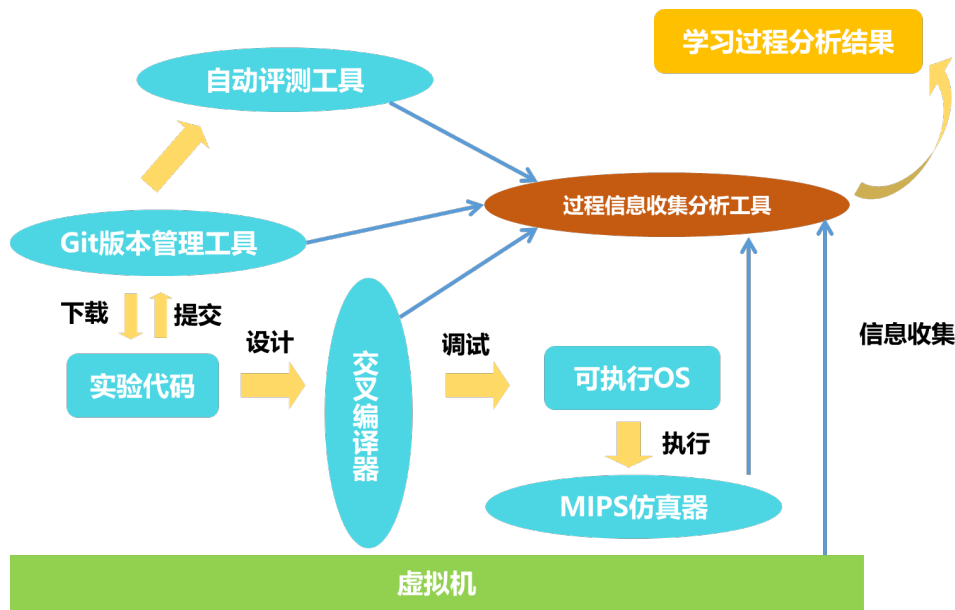 学习过程分析结果
自动评测工具
过程信息收集分析工具
Git版本管理工具
下载
提交
信息收集
设计
调试
实验代码
交叉编译器
可执行OS
执行
MIPS仿真器
虚拟机